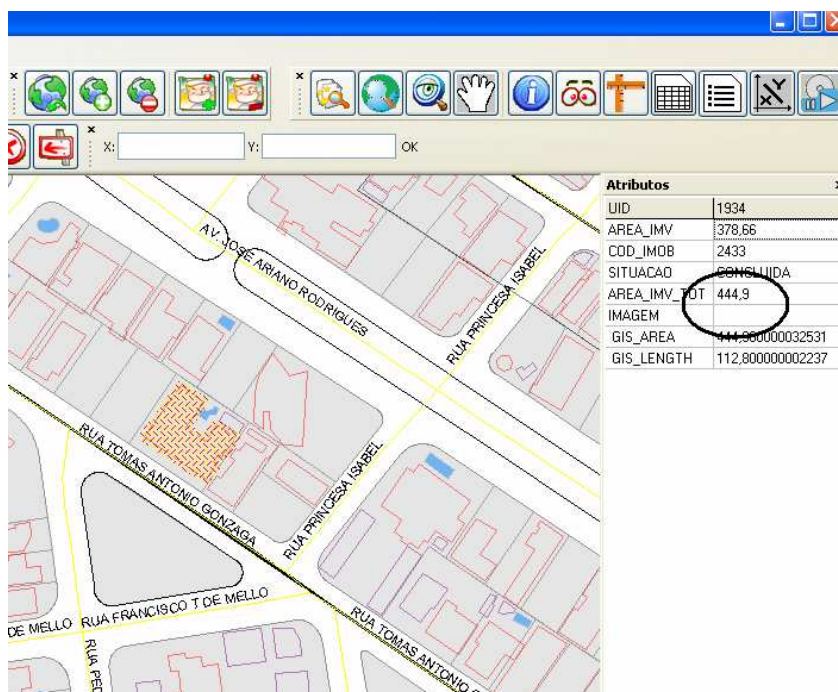 X: Y: OK
Atributos
UID 1934
AREA_IMV 378,66
COD_IMOB 2433
SITUACAO CONCLUIDA
AREA_IMV_TOT 444,9
IMAGEM
GIS_AREA 444,900000032531
GIS_LENGTH 112,800000002237
AV. JOSE ARIANO RODRIGUES
RUA PRINCESA ISABEL
RUA TOMAS ANTONIO GONZAGA
RUA PRINCESA ISABEL
DE MELLO
RUA FRANCISCO T DE MELLO
RUA TOMAS ANTONIO G
RUA PED